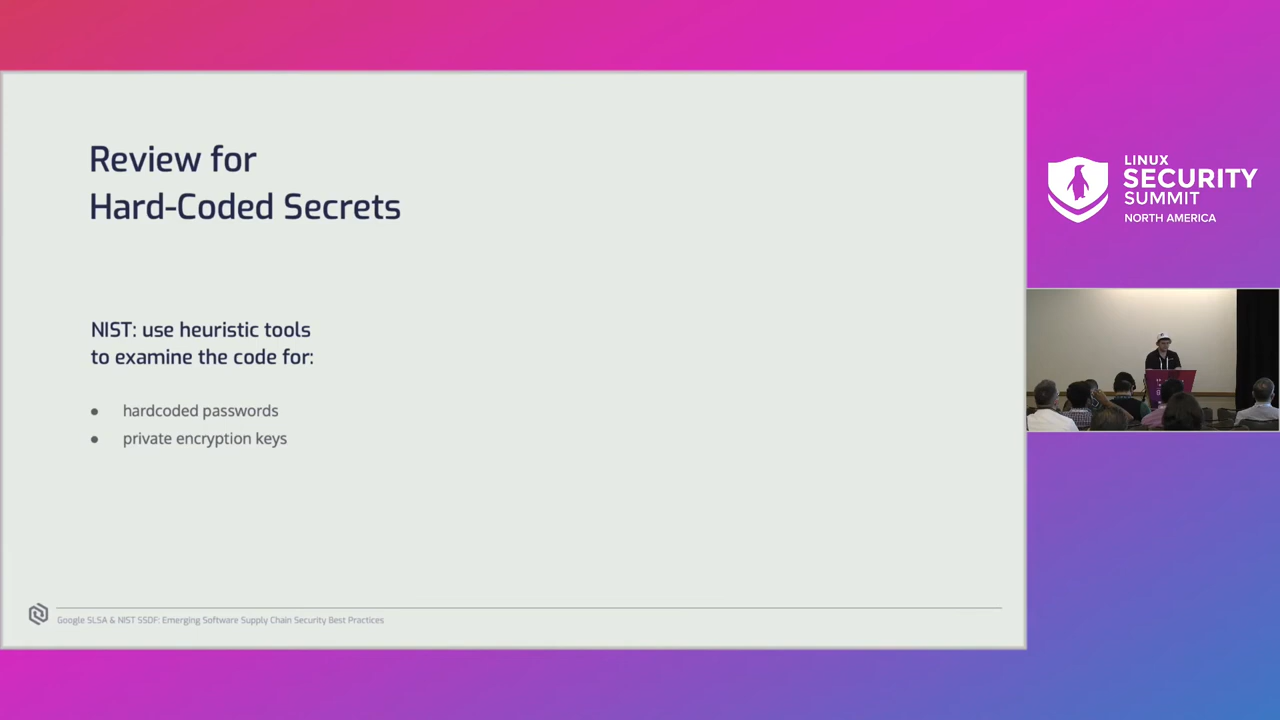 Review for
Hard-Coded Secrets
NIST: use heuristic tools
to examine the code for:
● hardcoded passwords
● private encryption keys
Google SLSA & NIST SSDF: Emerging Software Supply Chain Security Best Practices
LINUX
SECURITY
SUMMIT
NORTH AMERICA